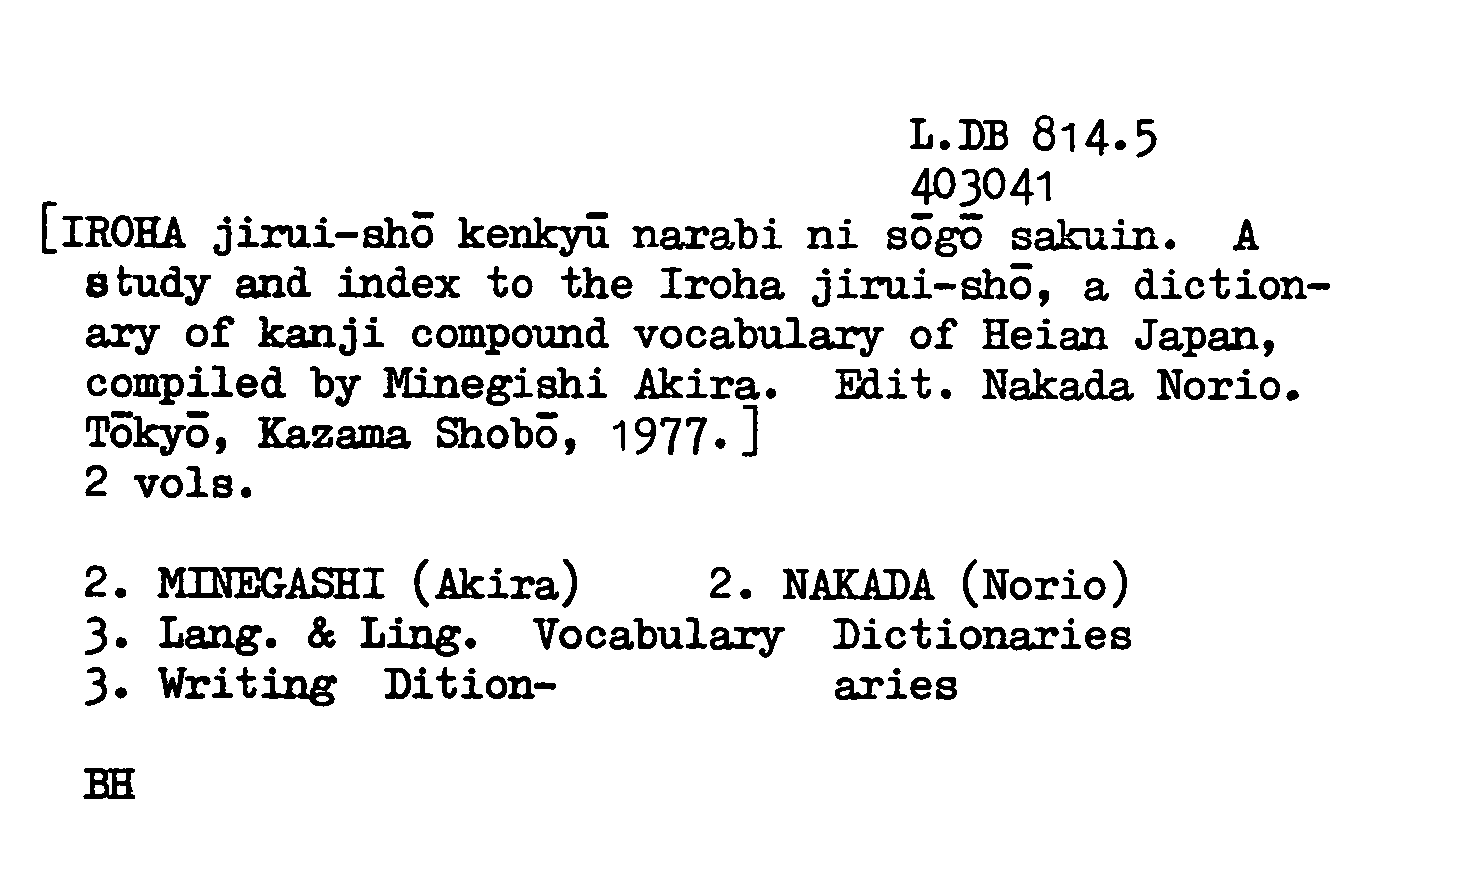 L.DB 814.5
403041
[IROHA jirui-shō kenkyū narabi ni sōgō sakuin. A
study and index to the Iroha jirui-shō, a diction-
ary of kanji compound vocabulary of Heian Japan,
compiled by Minegishi Akira. Edit. Nakada Norio.
Tōkyō, Kazama Shobō, 1977.]
2 vols.
2. MINEGASHI (Akira) 2. NAKADA (Norio)
3. Lang. & Ling. Vocabulary Dictionaries
3. Writing Dition- aries
BH